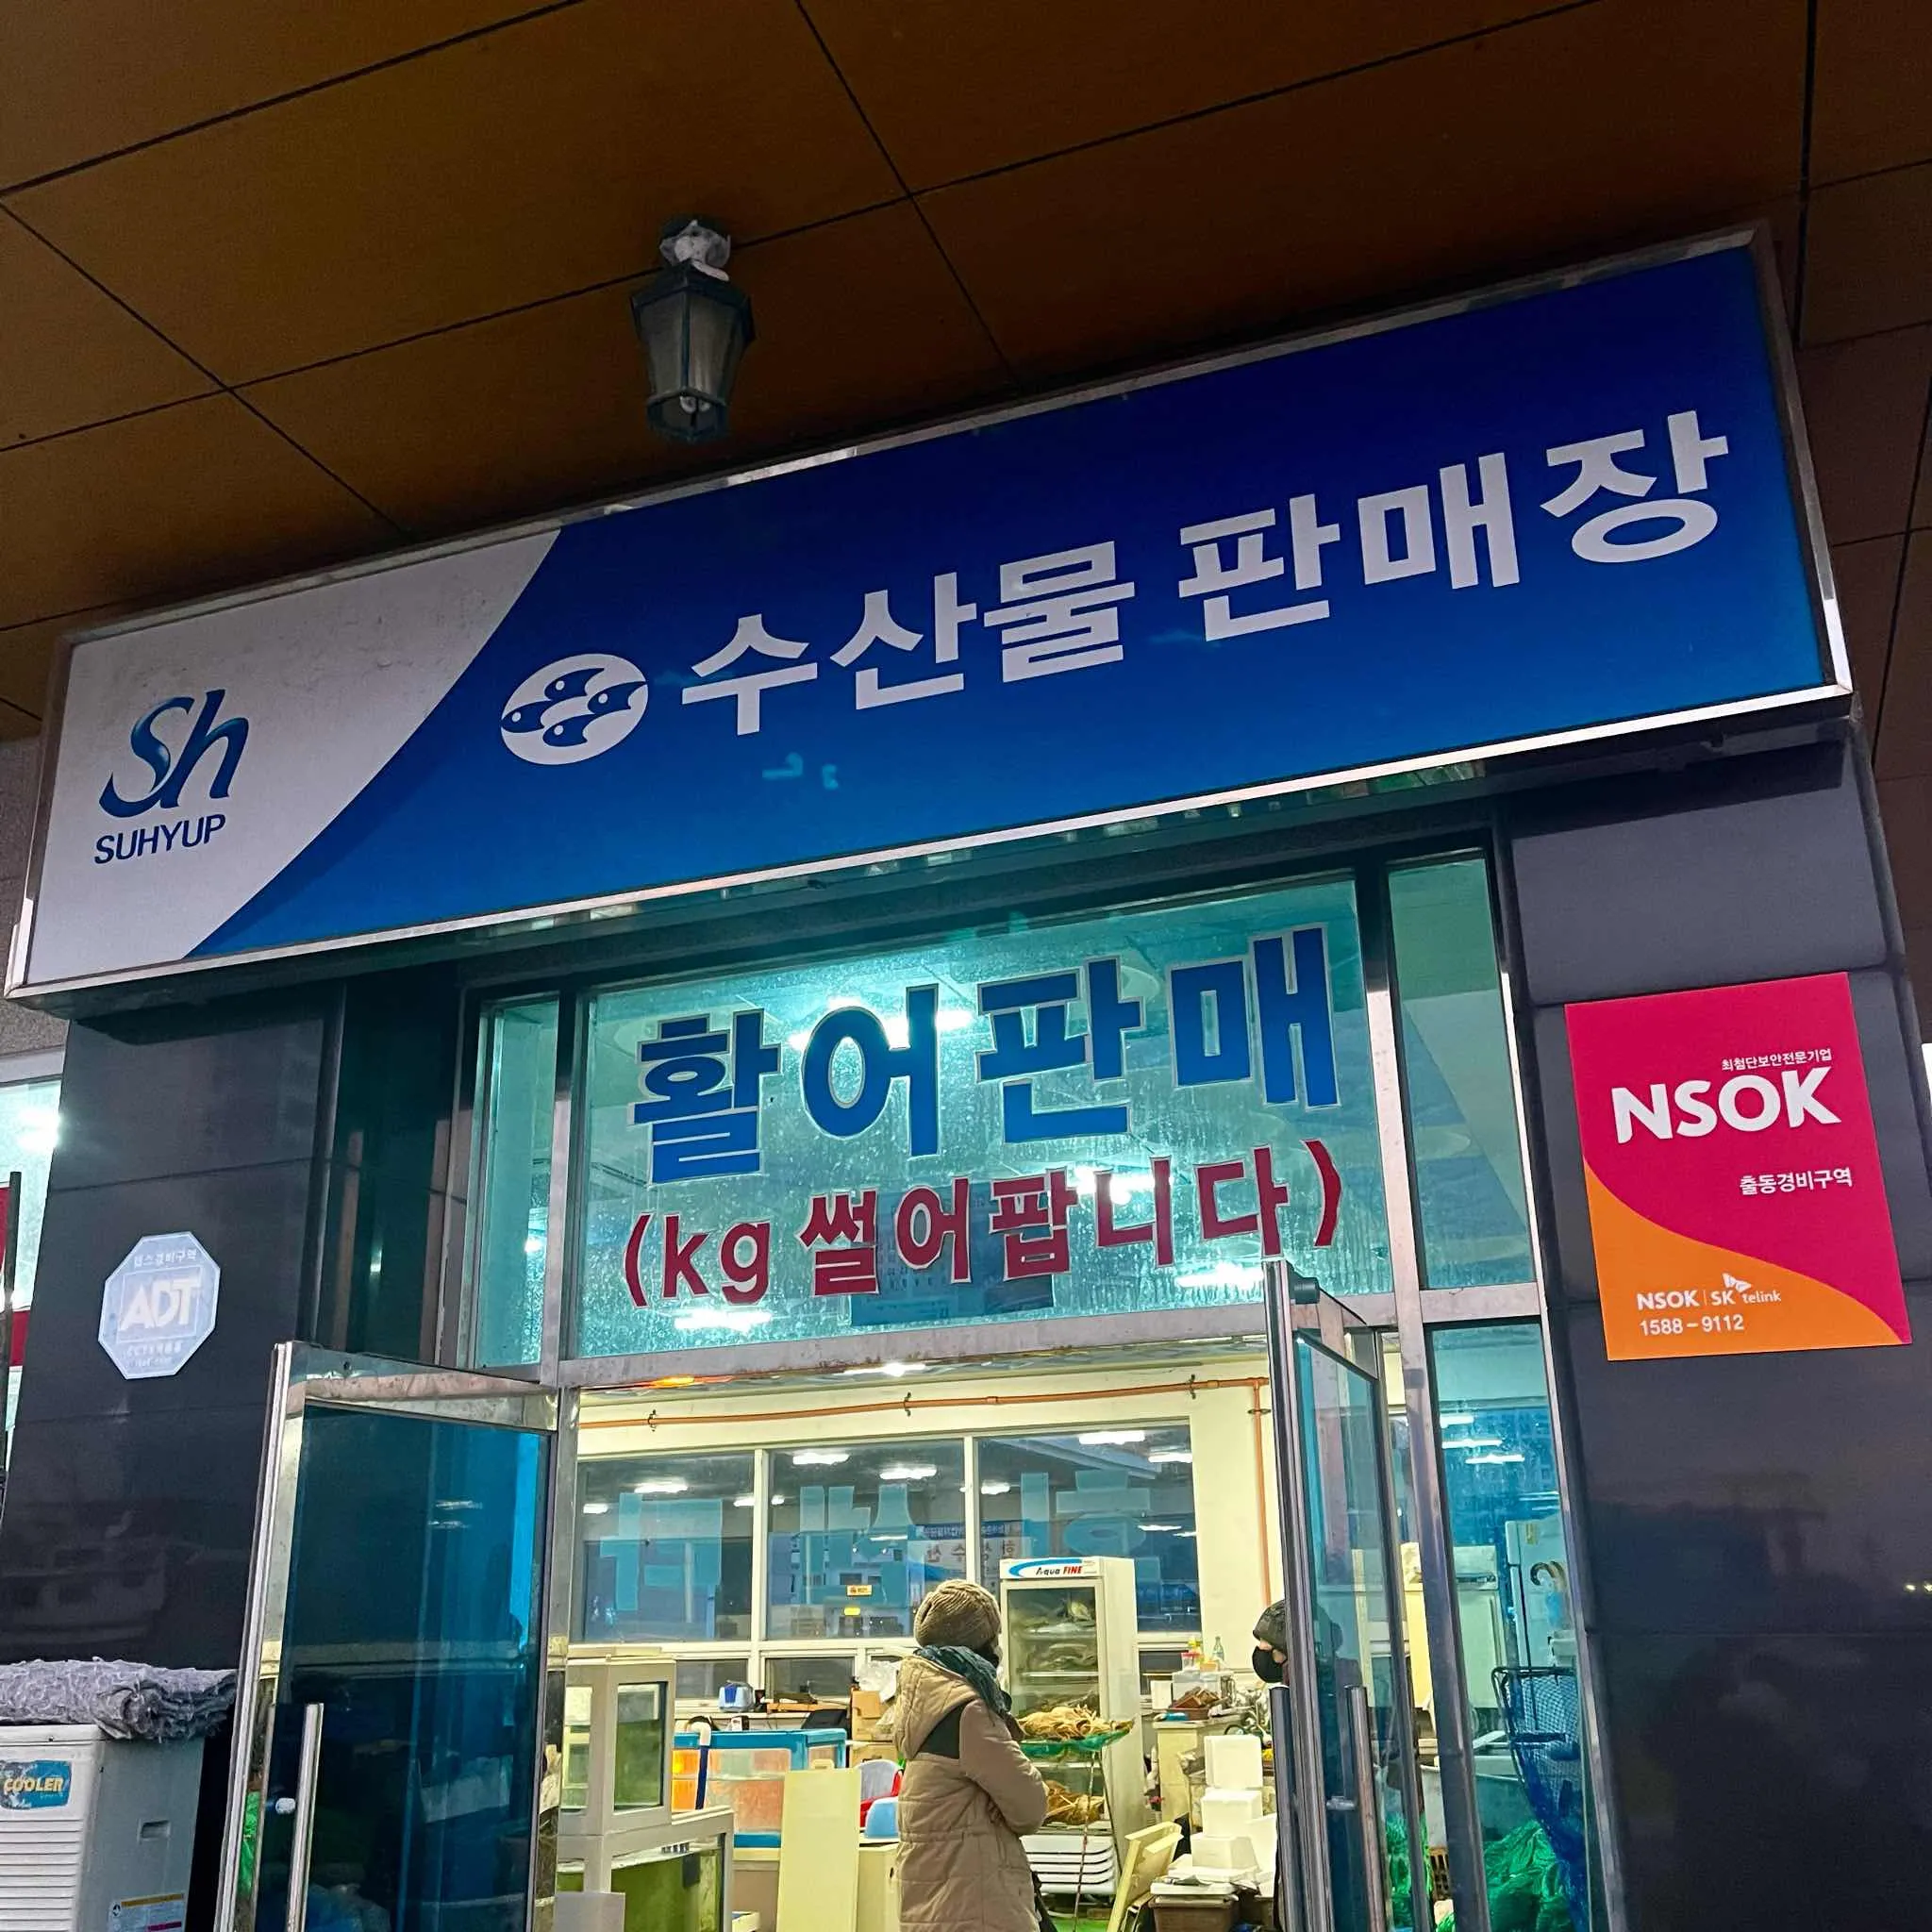 Sh
SUHYUP
수산물 판매장
활어판매
(kg 썰어팝니다)
최첨단보안전문기업
NSOK
출동경비구역
NSOK | SK telink
1588-9112
ADT
Aqua FINE
COOLER